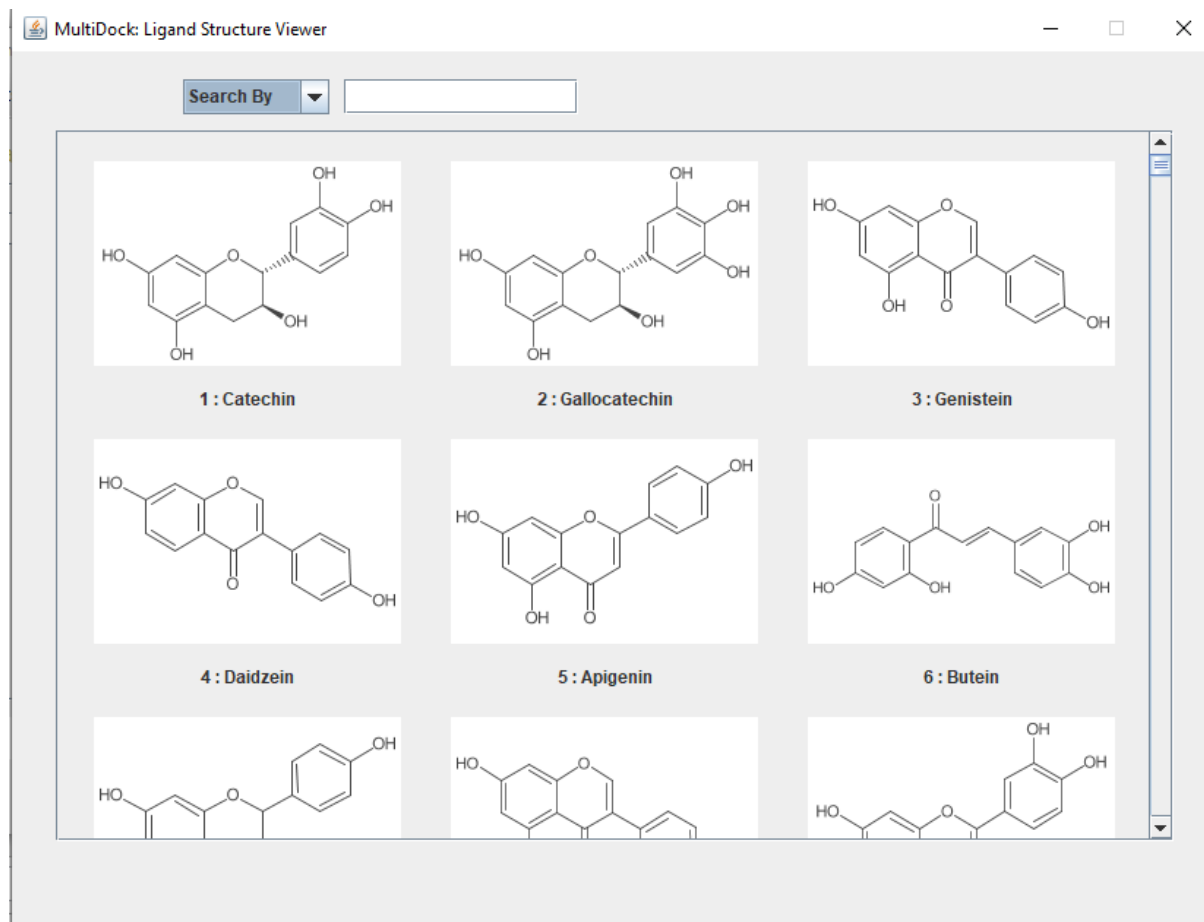 MultiDock: Ligand Structure Viewer
Search By
OH
OH
HO
O
OH
OH
OH
OH
HO
O
OH
OH
OH
HO
O
OH
O
OH
1 : Catechin
2 : Gallocatechin
3 : Genistein
HO
O
O
OH
OH
HO
O
OH
O
O
OH
HO
OH
OH
4 : Daidzein
5 : Apigenin
6 : Butein
OH
HO
O
HO
O
OH
OH
HO
O